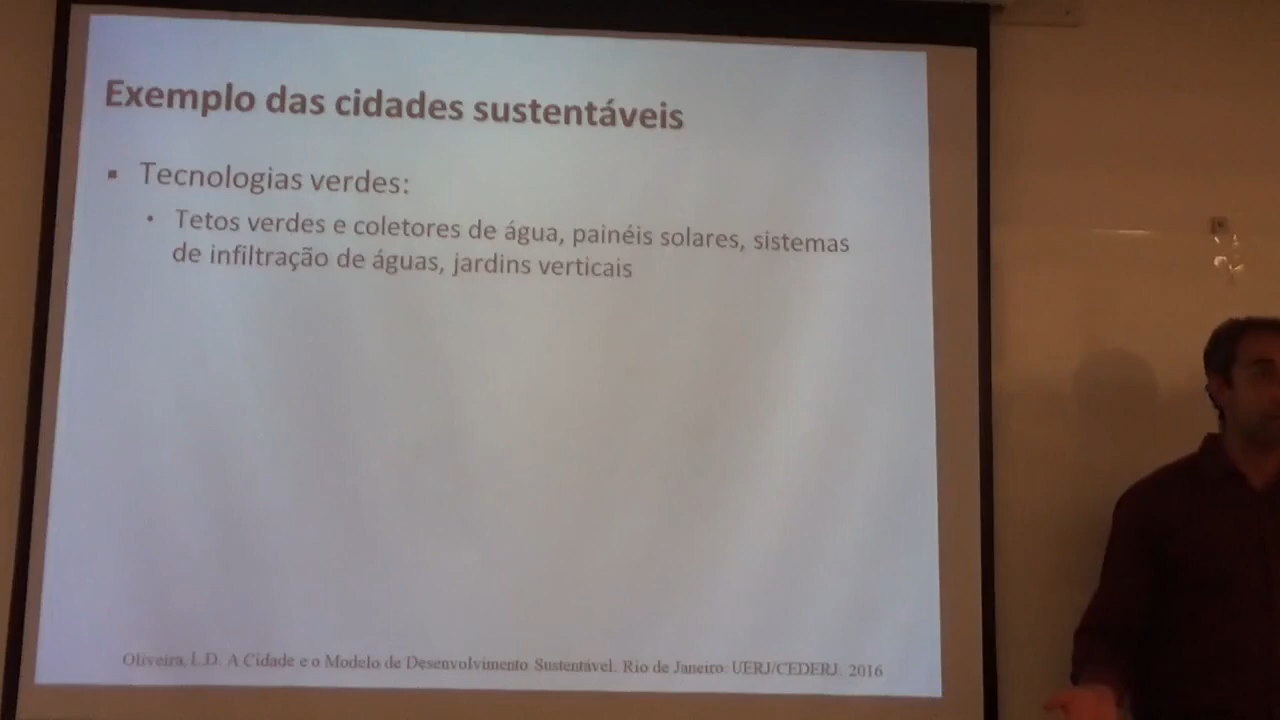 Exemplo das cidades sustentáveis
▪ Tecnologias verdes:
• Tetos verdes e coletores de água, painéis solares, sistemas
de infiltração de águas, jardins verticais
Oliveira, L.D. A Cidade e o Modelo de Desenvolvimento Sustentável. Rio de Janeiro: UERJ/CEDERJ. 2016